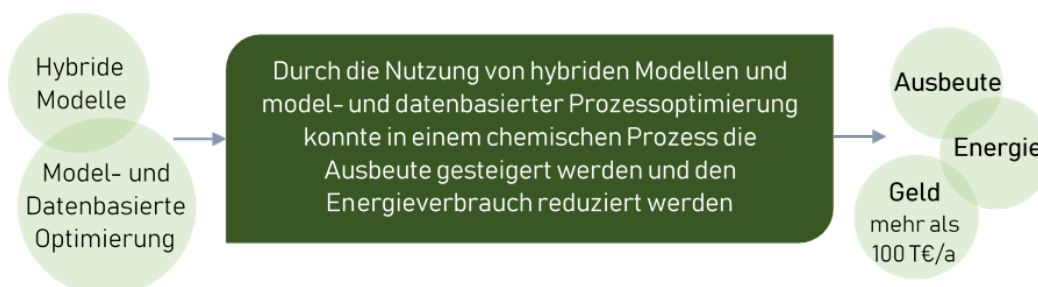 Hybride
Modelle
Model- und
Datenbasierte
Optimierung
Durch die Nutzung von hybriden Modellen und
model- und datenbasierter Prozessoptimierung
konnte in einem chemischen Prozess die
Ausbeute gesteigert werden und den
Energieverbrauch reduziert werden
Ausbeute
Energie
Geld
mehr als
100 T€/a